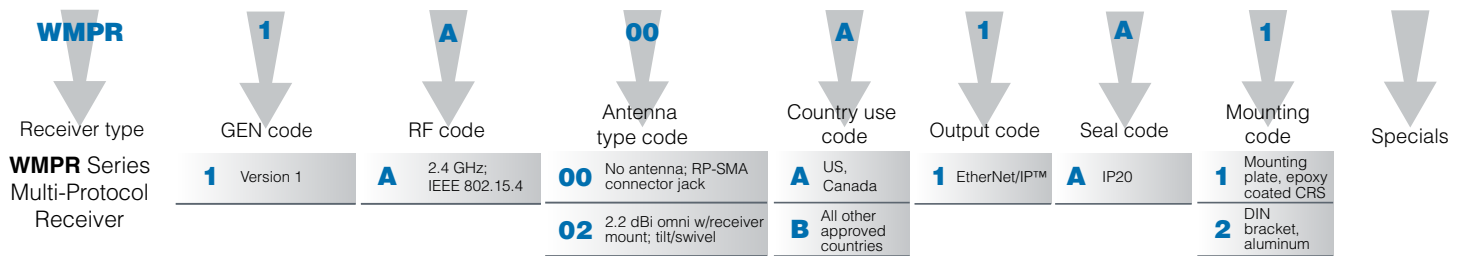 WMPR 1 A 00 A 1 A 1
Receiver type
GEN code
RF code
Antenna
type code
Country use
code
Output code
Seal code
Mounting
code
Specials
WMPR Series
Multi-Protocol
Receiver
1 Version 1
A 2.4 GHz;
IEEE 802.15.4
00 No antenna; RP-SMA
connector jack
02 2.2 dBi omni w/receiver
mount; tilt/swivel
A US,
Canada
B All other
approved
countries
1 EtherNet/IP™
A IP20
1 Mounting
plate, epoxy
coated CRS
2 DIN
bracket,
aluminum